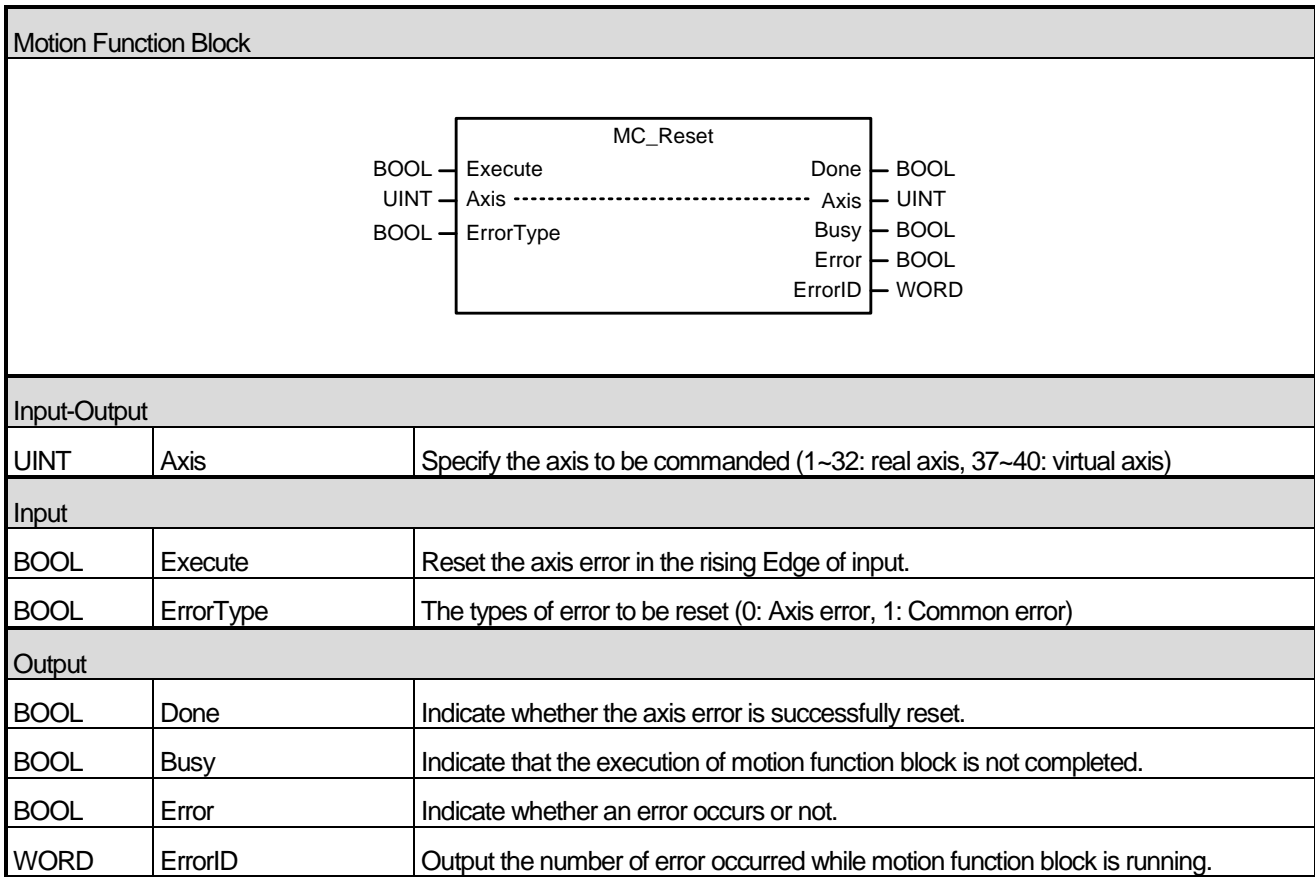 Motion Function Block
MC_Reset
BOOL Execute Done BOOL
UINT Axis Axis UINT
BOOL ErrorType Busy BOOL
Error BOOL
ErrorID WORD
Input-Output
UINT Axis Specify the axis to be commanded (1~32: real axis, 37~40: virtual axis)
Input
BOOL Execute Reset the axis error in the rising Edge of input.
BOOL ErrorType The types of error to be reset (0: Axis error, 1: Common error)
Output
BOOL Done Indicate whether the axis error is successfully reset.
BOOL Busy Indicate that the execution of motion function block is not completed.
BOOL Error Indicate whether an error occurs or not.
WORD ErrorID Output the number of error occurred while motion function block is running.